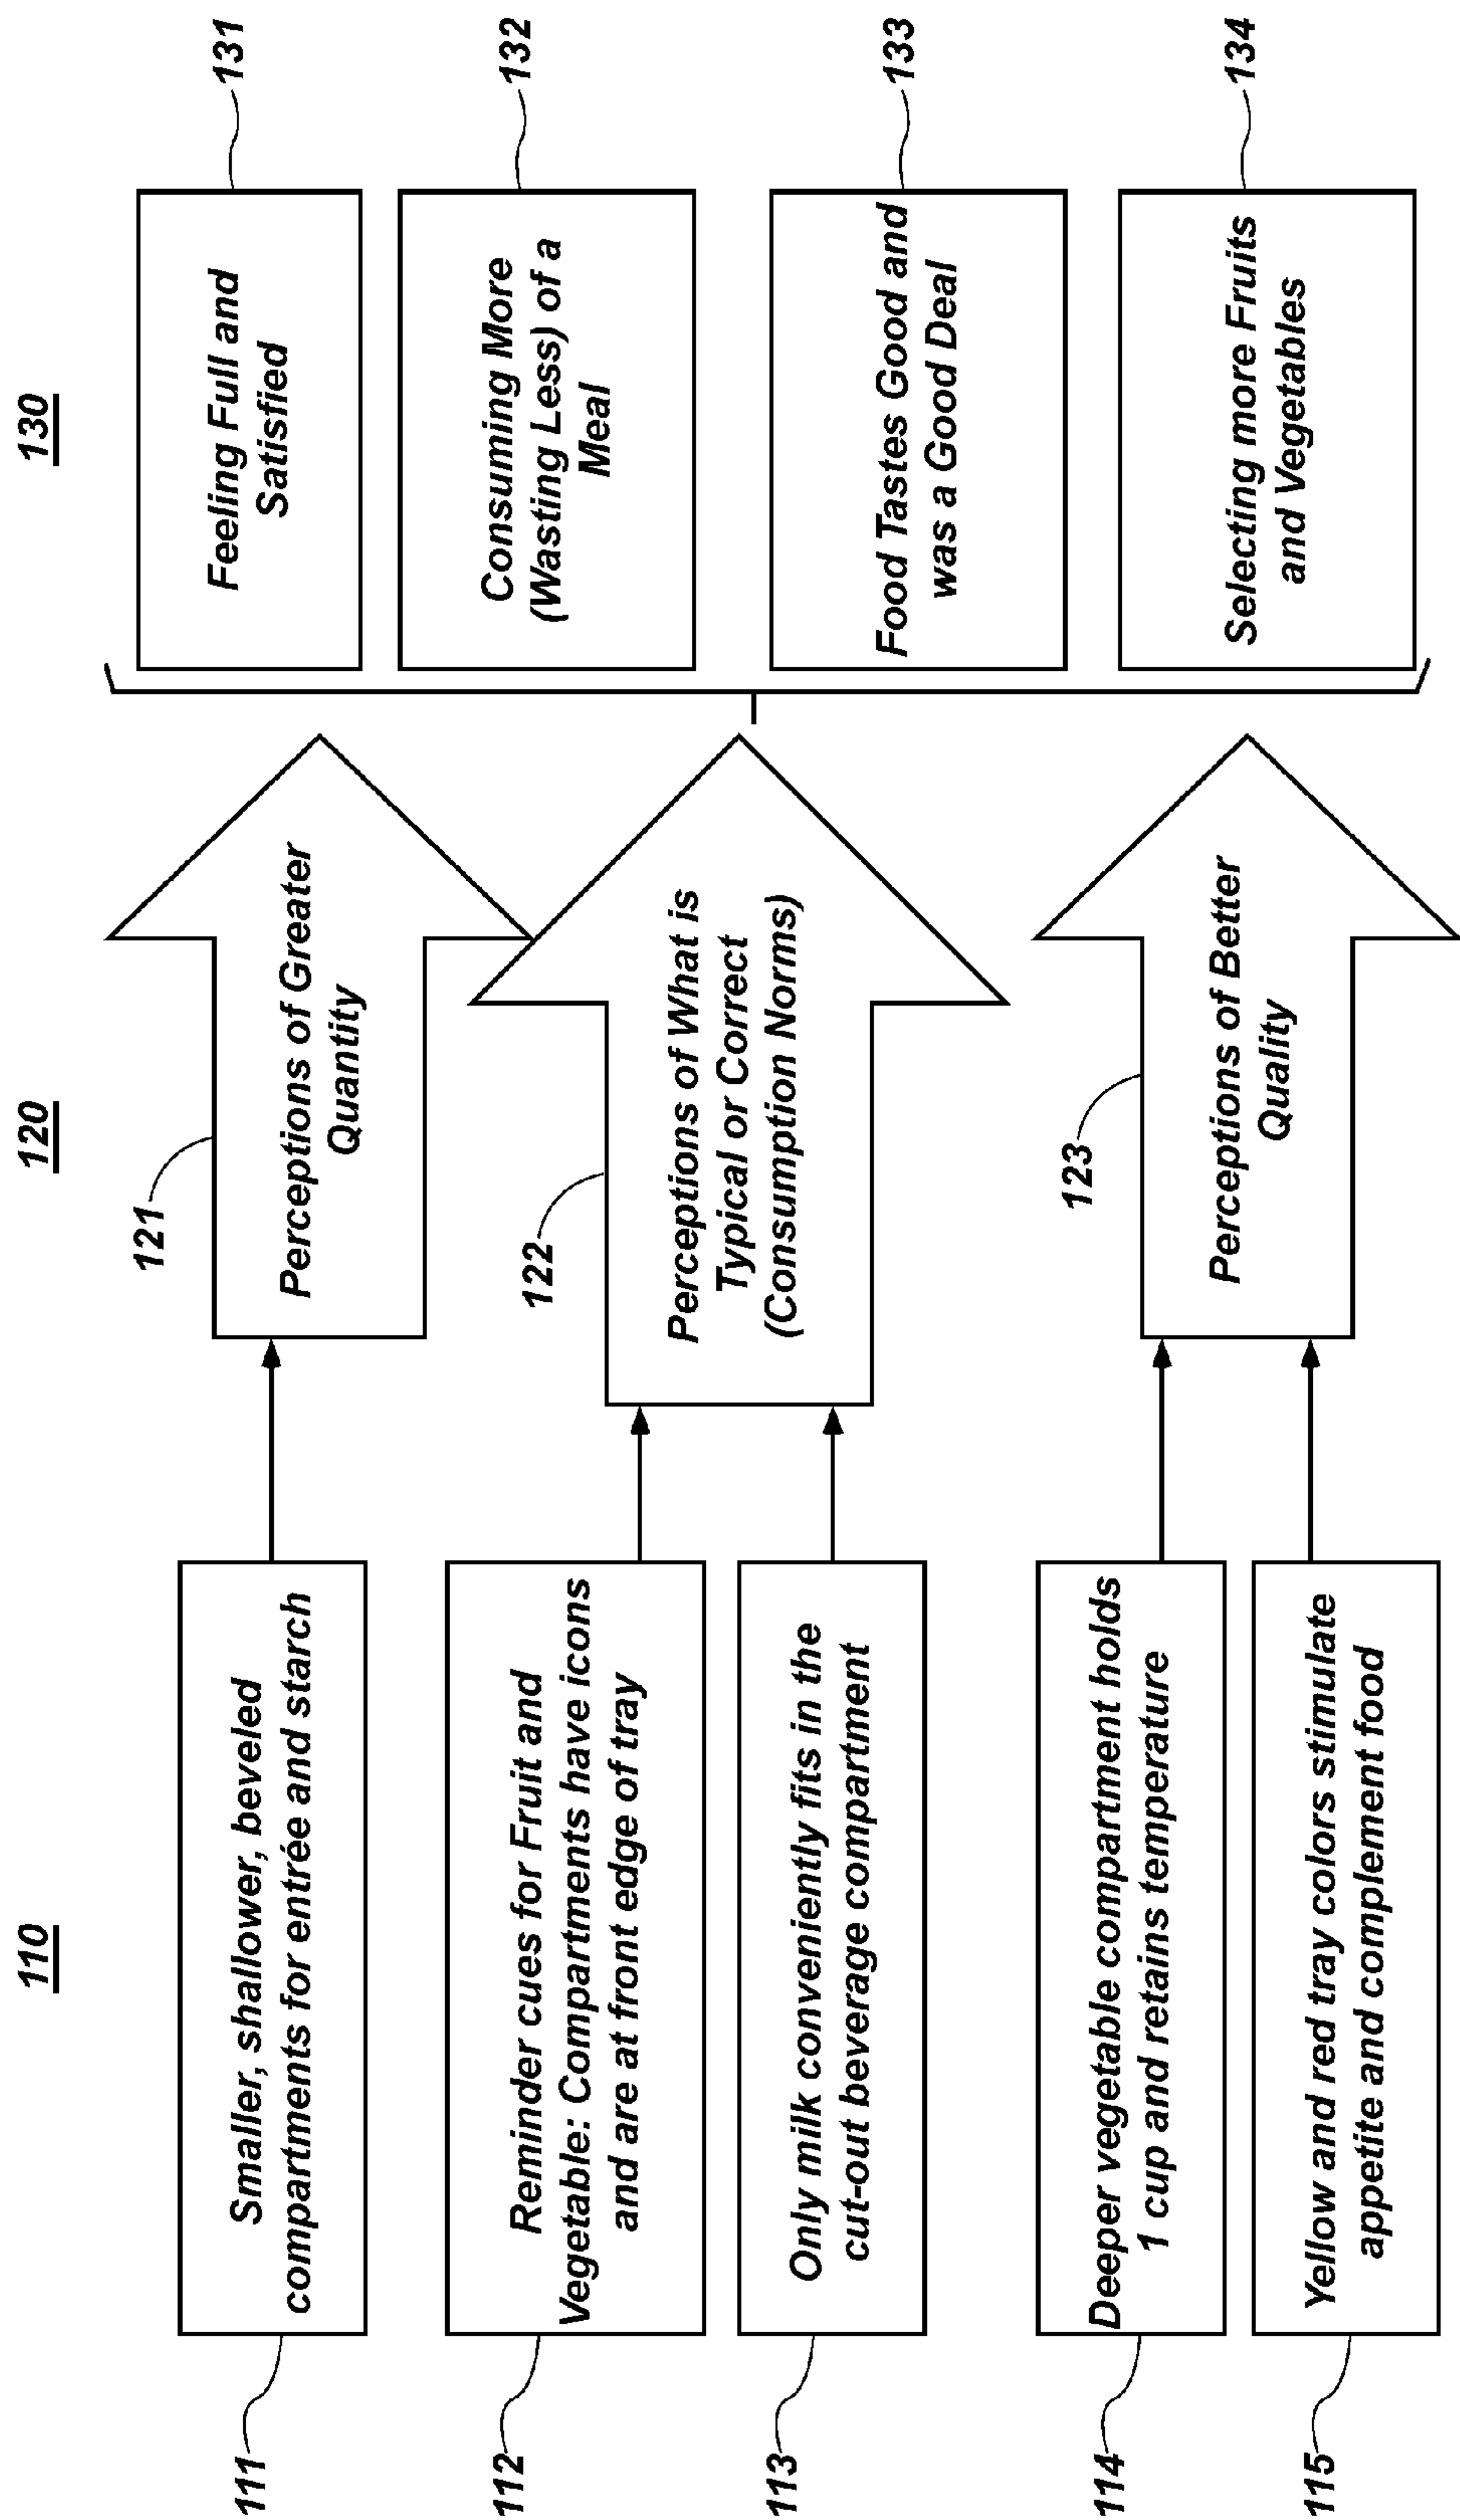 110
120
130
111
Smaller, shallower, beveled
compartments for entrée and starch
112
Reminder cues for Fruit and
Vegetable: Compartments have icons
and are at front edge of tray
113
Only milk conveniently fits in the
cut-out beverage compartment
114
Deeper vegetable compartment holds
1 cup and retains temperature
115
Yellow and red tray colors stimulate
appetite and complement food
121
Perceptions of Greater
Quantity
122
Perceptions of What is
Typical or Correct
(Consumption Norms)
123
Perceptions of Better
Quality
131
Feeling Full and
Satisfied
132
Consuming More
(Wasting Less) of a
Meal
133
Food Tastes Good and
was a Good Deal
134
Selecting more Fruits
and Vegetables